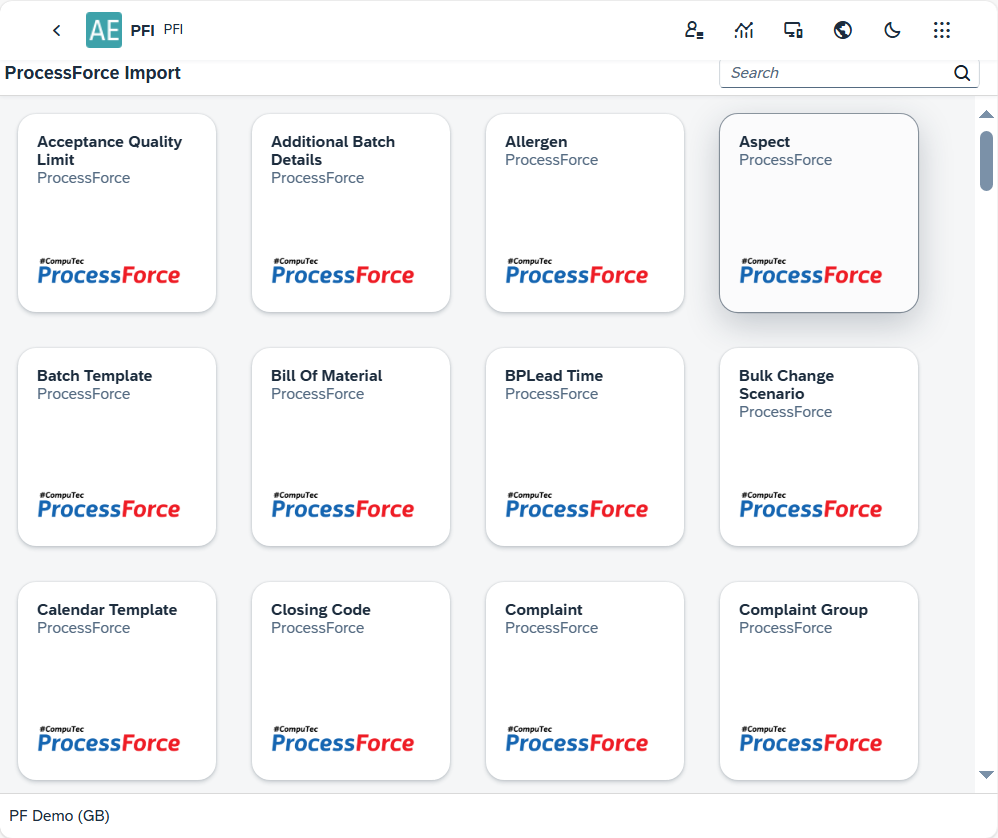 AE PFI PFI
ProcessForce Import
Search
Acceptance Quality
Limit
ProcessForce
#CompuTec
ProcessForce
Additional Batch
Details
ProcessForce
#CompuTec
ProcessForce
Allergen
ProcessForce
#CompuTec
ProcessForce
Aspect
ProcessForce
#CompuTec
ProcessForce
Batch Template
ProcessForce
#CompuTec
ProcessForce
Bill Of Material
ProcessForce
#CompuTec
ProcessForce
BPLead Time
ProcessForce
#CompuTec
ProcessForce
Bulk Change
Scenario
ProcessForce
#CompuTec
ProcessForce
Calendar Template
ProcessForce
#CompuTec
ProcessForce
Closing Code
ProcessForce
#CompuTec
ProcessForce
Complaint
ProcessForce
#CompuTec
ProcessForce
Complaint Group
ProcessForce
#CompuTec
ProcessForce
PF Demo (GB)